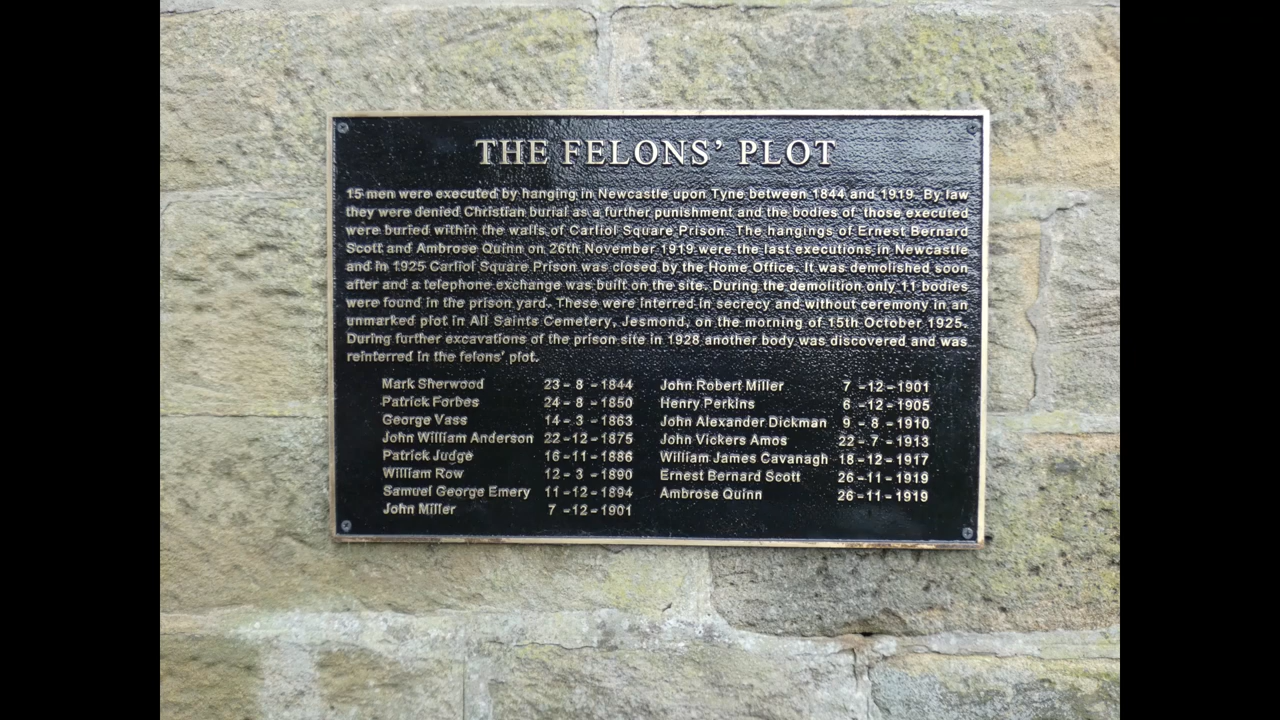 THE FELONS' PLOT
15 men were executed by hanging in Newcastle upon Tyne between 1844 and 1919. By law
they were denied Christian burial as a further punishment and the bodies of those executed
were buried within the walls of Carliol Square Prison. The hangings of Ernest Bernard
Scott and Ambrose Quinn on 26th November 1919 were the last executions in Newcastle
and in 1925 Carliol Square Prison was closed by the Home Office. It was demolished soon
after and a telephone exchange was built on the site. During the demolition only 11 bodies
were found in the prison yard. These were interred in secrecy and without ceremony in an
unmarked plot in All Saints Cemetery, Jesmond, on the morning of 15th October 1925.
During further excavations of the prison site in 1928 another body was discovered and was
reinterred in the felons' plot.
Mark Sherwood 23 - 8 - 1844
Patrick Forbes 24 - 8 - 1850
George Vass 14 - 3 - 1863
John William Anderson 22 - 12 - 1875
Patrick Judge 16 - 11 - 1886
William Row 12 - 3 - 1890
Samuel George Emery 11 - 12 - 1894
John Miller 7 - 12 - 1901
John Robert Miller 7 - 12 - 1901
Henry Perkins 6 - 12 - 1905
John Alexander Dickman 9 - 8 - 1910
John Vickers Amos 22 - 7 - 1913
William James Cavanagh 18 - 12 - 1917
Ernest Bernard Scott 26 - 11 - 1919
Ambrose Quinn 26 - 11 - 1919